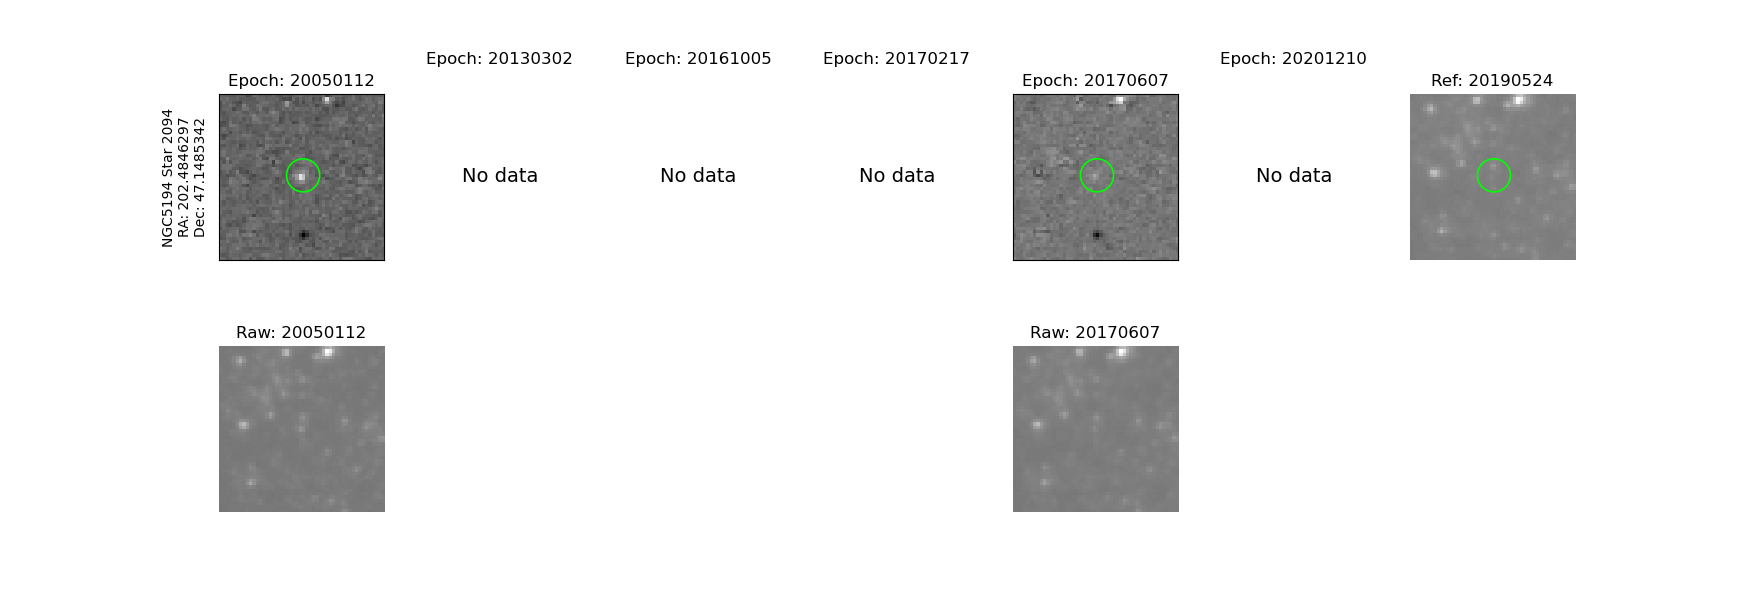 Epoch: 20130302
Epoch: 20161005
Epoch: 20170217
Epoch: 20201210
Epoch: 20050112
Epoch: 20170607
Ref: 20190524
NGC5194 Star 2094
RA: 202.4846297
Dec: 47.1485342
No data
No data
No data
No data
Raw: 20050112
Raw: 20170607